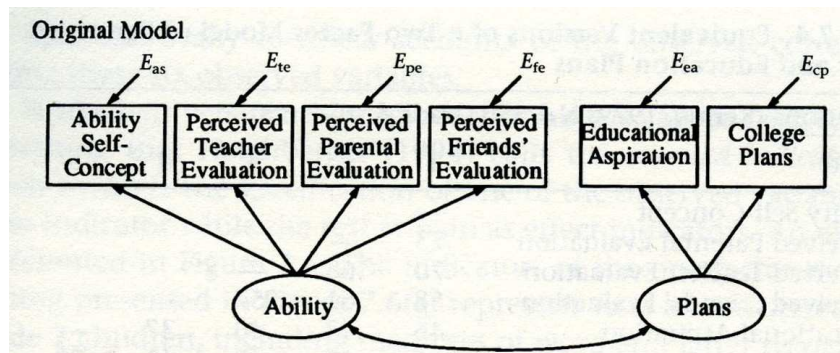 Original Model
E_as
E_te
E_pe
E_fe
E_ea
E_cp
Ability
Self-
Concept
Perceived
Teacher
Evaluation
Perceived
Parental
Evaluation
Perceived
Friends'
Evaluation
Educational
Aspiration
College
Plans
Ability
Plans